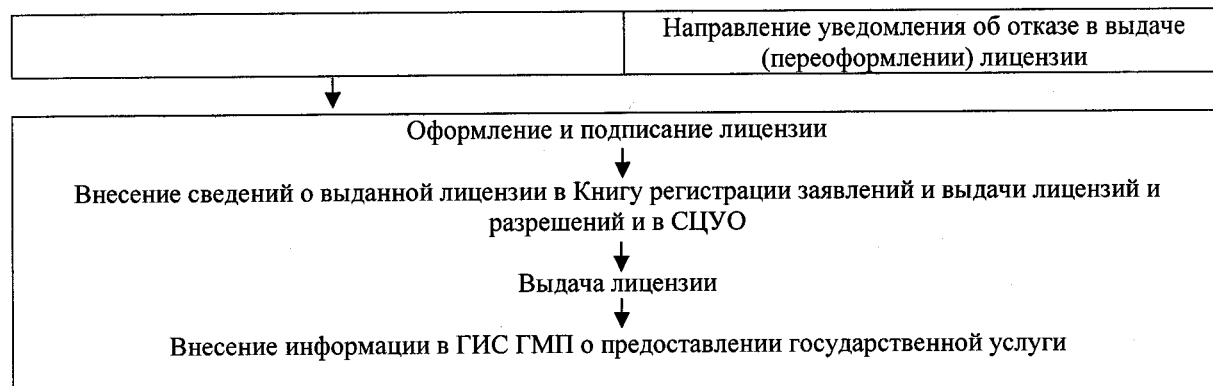 Направление уведомления об отказе в выдаче
(переоформлении) лицензии
Оформление и подписание лицензии
Внесение сведений о выданной лицензии в Книгу регистрации заявлений и выдачи лицензий и
разрешений и в СЦУО
Выдача лицензии
Внесение информации в ГИС ГМП о предоставлении государственной услуги